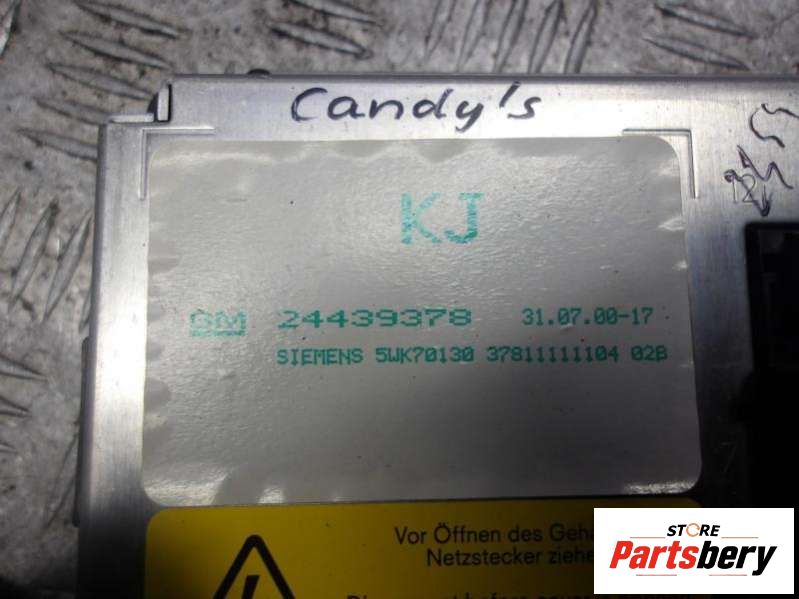 Candy's
KJ
GM 24439378 31.07.00-17
SIEMENS 5WK70130 37811111104 02B
Vor Öffnen des Geh
Netzstecker ziehe
STORE
Partsbery